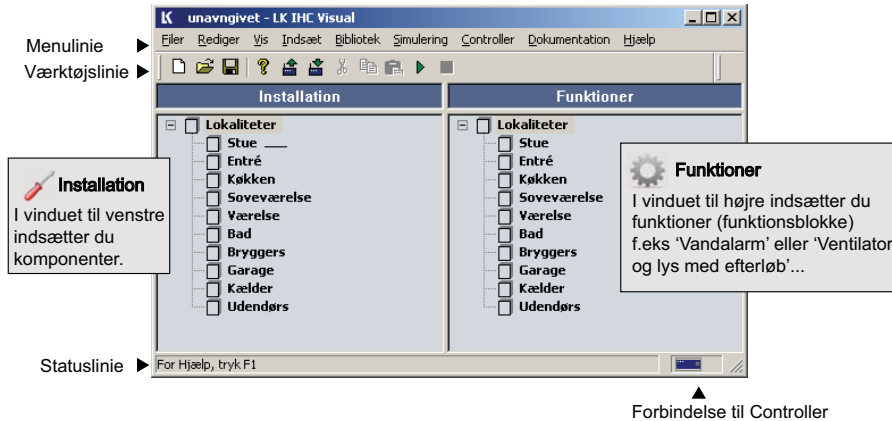 unavngivet - LK IHC Visual
Menulinie
Filer Rediger Vis Indsæt Bibliotek Simulering Controller Dokumentation Hjælp
Værktøjslinie
Installation
Funktioner
Lokaliteter
Stue
Entré
Køkken
Soveværelse
Værelse
Bad
Bryggers
Garage
Kælder
Udendørs
Lokaliteter
Stue
Entré
Køkken
Soveværelse
Værelse
Bad
Bryggers
Garage
Kælder
Udendørs
Installation
I vinduet til venstre
indsætter du
komponenter.
Funktioner
I vinduet til højre indsætter du
funktioner (funktionsblokke)
f.eks ‘Vandalarm’ eller ‘Ventilator
og lys med efterløb’...
Statuslinie
For Hjælp, tryk F1
Forbindelse til Controller